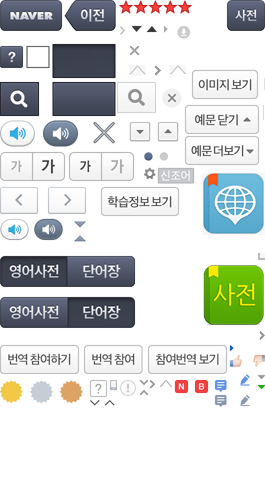 NAVER 이전 사전
?
이미지 보기
예문 닫기
가 가 가 가
예문 더보기
신조어
학습정보 보기
영어사전 단어장
사전
영어사전 단어장
번역 참여하기 번역 참여 참여번역 보기
? ! N B